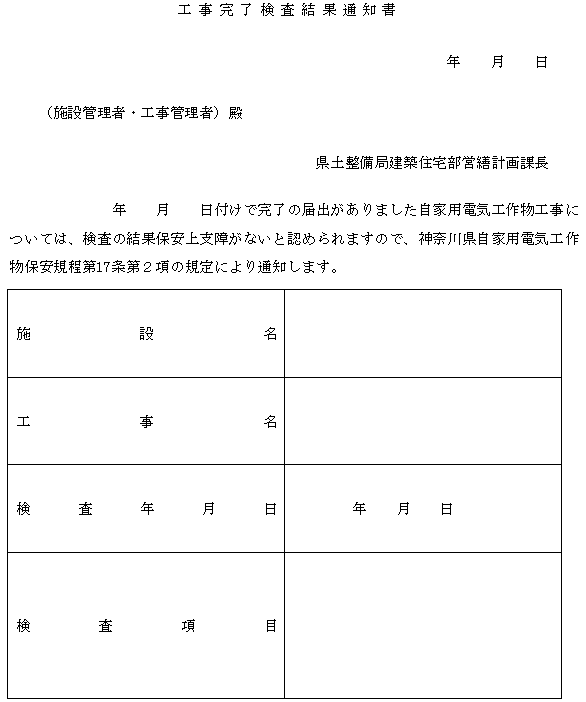 工事完了検査結果通知書
年　　月　　日
（施設管理者・工事管理者）殿
県土整備局建築住宅部営繕計画課長
年　　月　　日付けで完了の届出がありました自家用電気工作物工事に
ついては、検査の結果保安上支障がないと認められますので、神奈川県自家用電気工作
物保安規程第17条第２項の規定により通知します。
施設名
工事名
検査年月日　　年　　月　　日
検査項目